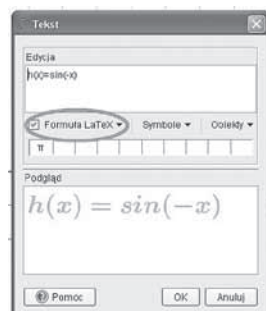 Tekst
Edycja
h(x)=sin(-x)
Formuła LaTeX Symbole Obiekty
π
Podgląd
h(x) = sin(−x)
Pomoc OK Anuluj